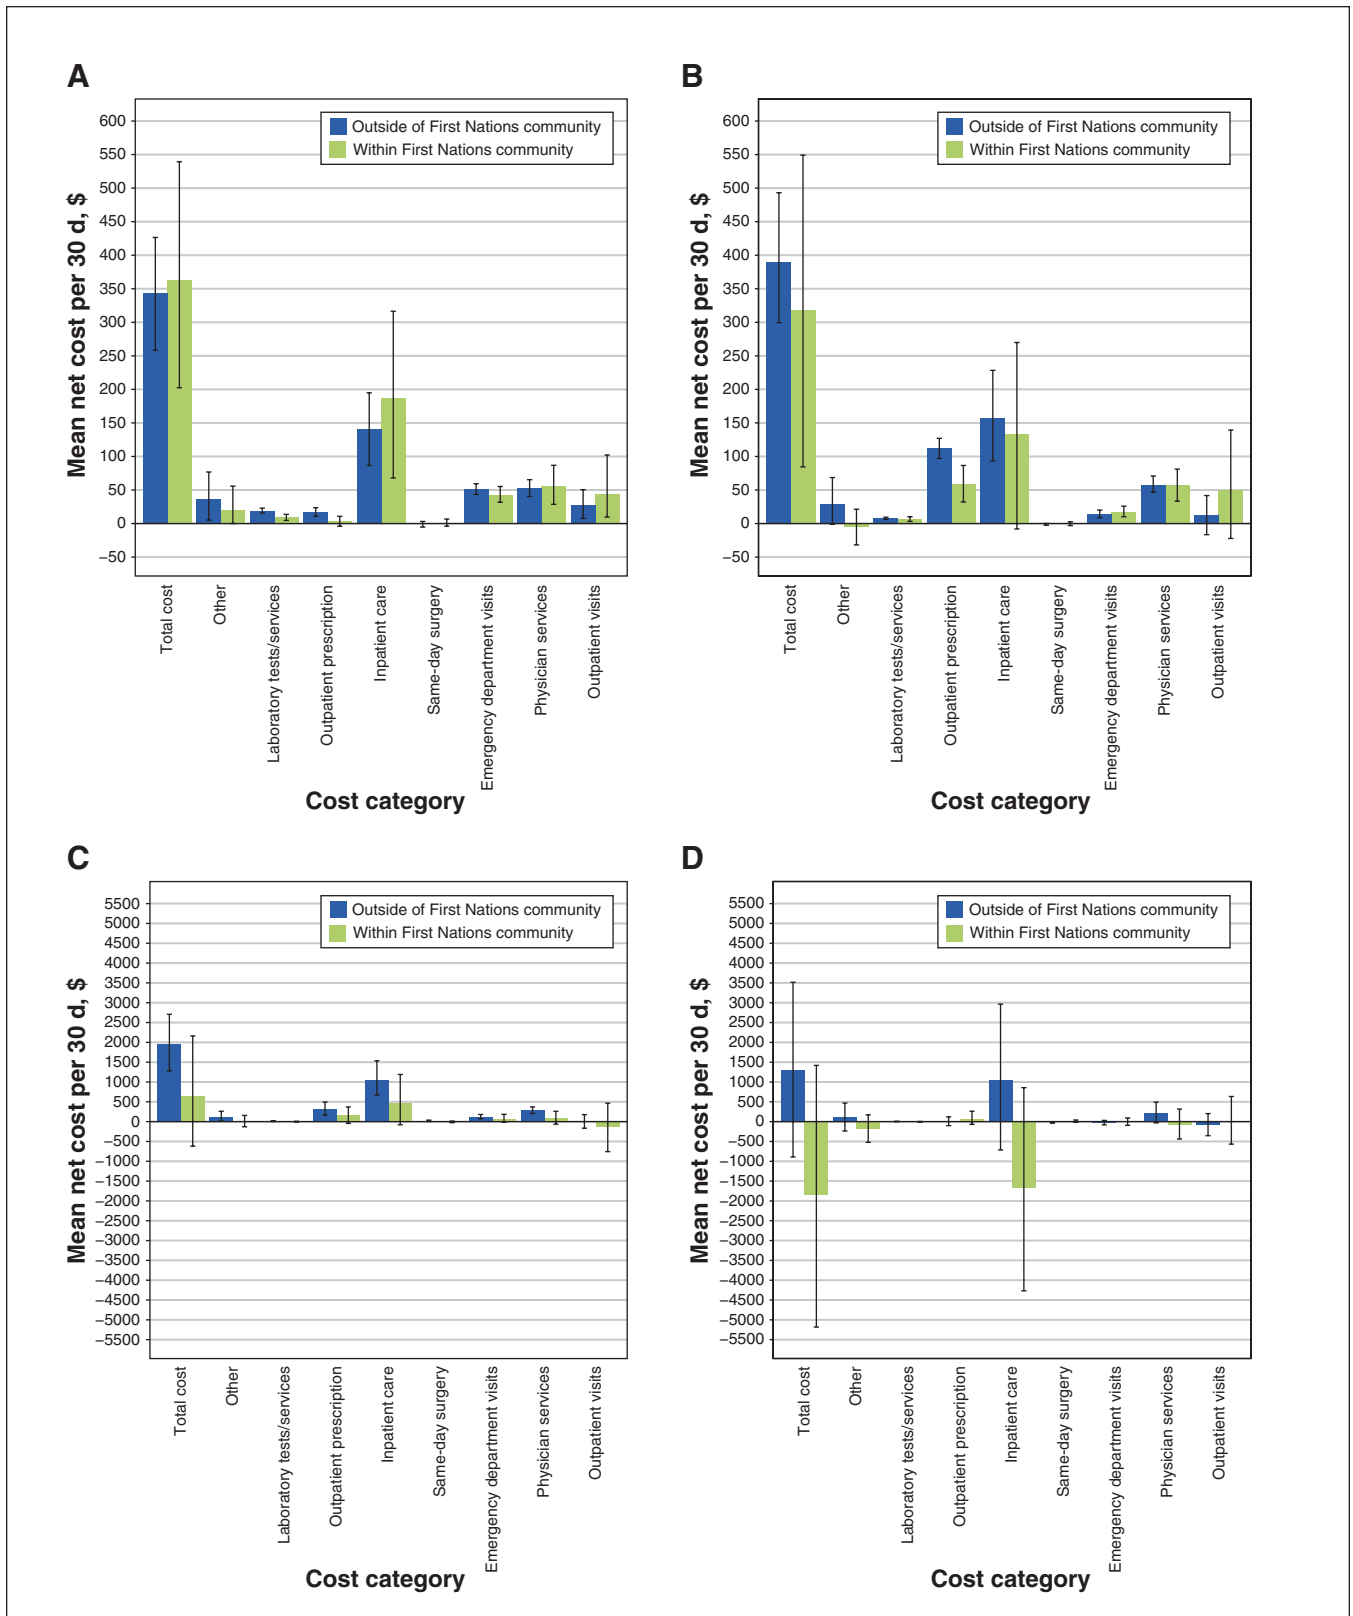 A
Mean net cost per 30 d, $
600
550
500
450
400
350
300
250
200
150
100
50
0
–50
Outside of First Nations community
Within First Nations community
Total cost
Other
Laboratory tests/services
Outpatient prescription
Inpatient care
Same-day surgery
Emergency department visits
Physician services
Outpatient visits
Cost category
B
Mean net cost per 30 d, $
600
550
500
450
400
350
300
250
200
150
100
50
0
–50
Outside of First Nations community
Within First Nations community
Total cost
Other
Laboratory tests/services
Outpatient prescription
Inpatient care
Same-day surgery
Emergency department visits
Physician services
Outpatient visits
Cost category
C
Mean net cost per 30 d, $
5500
5000
4500
4000
3500
3000
2500
2000
1500
1000
500
0
–500
–1000
–1500
–2000
–2500
–3000
–3500
–4000
–4500
–5000
–5500
Outside of First Nations community
Within First Nations community
Total cost
Other
Laboratory tests/services
Outpatient prescription
Inpatient care
Same-day surgery
Emergency department visits
Physician services
Outpatient visits
Cost category
D
Mean net cost per 30 d, $
5500
5000
4500
4000
3500
3000
2500
2000
1500
1000
500
0
–500
–1000
–1500
–2000
–2500
–3000
–3500
–4000
–4500
–5000
–5500
Outside of First Nations community
Within First Nations community
Total cost
Other
Laboratory tests/services
Outpatient prescription
Inpatient care
Same-day surgery
Emergency department visits
Physician services
Outpatient visits
Cost category